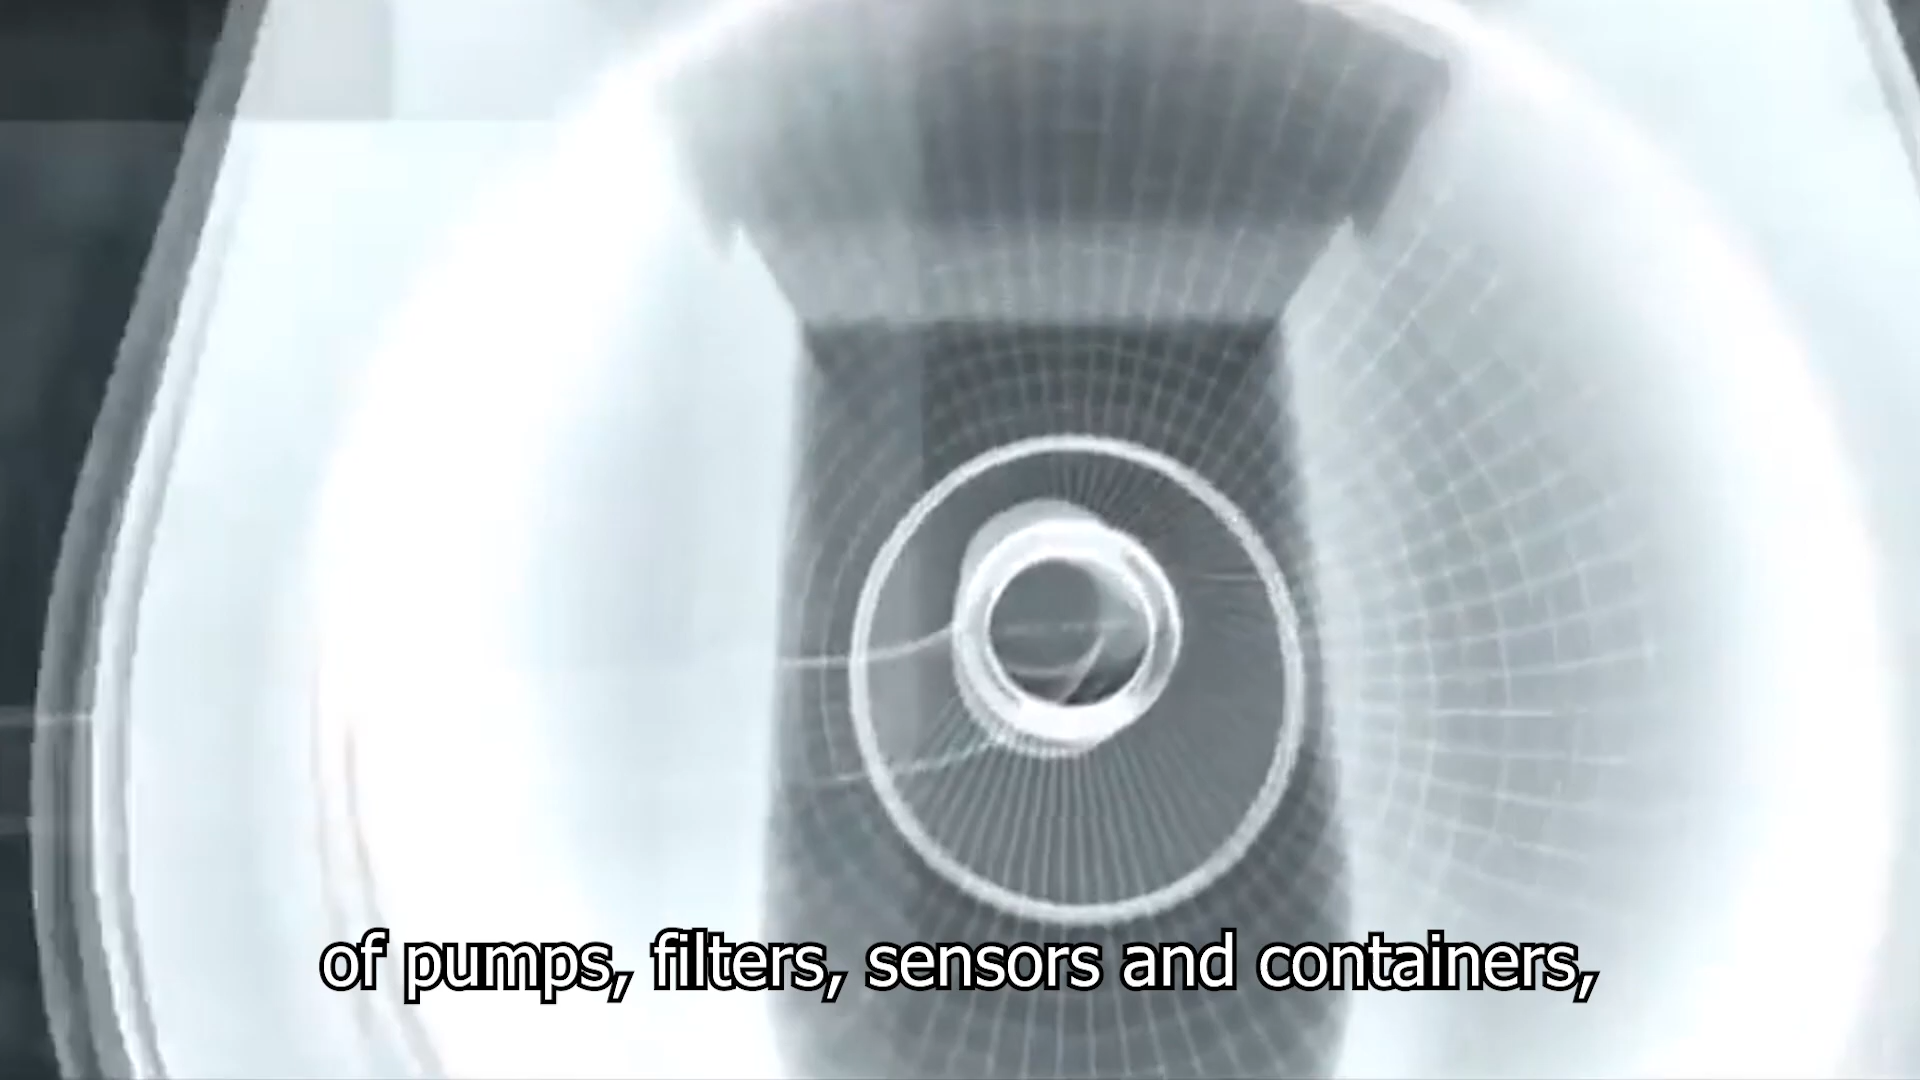 of pumps, filters, sensors and containers,